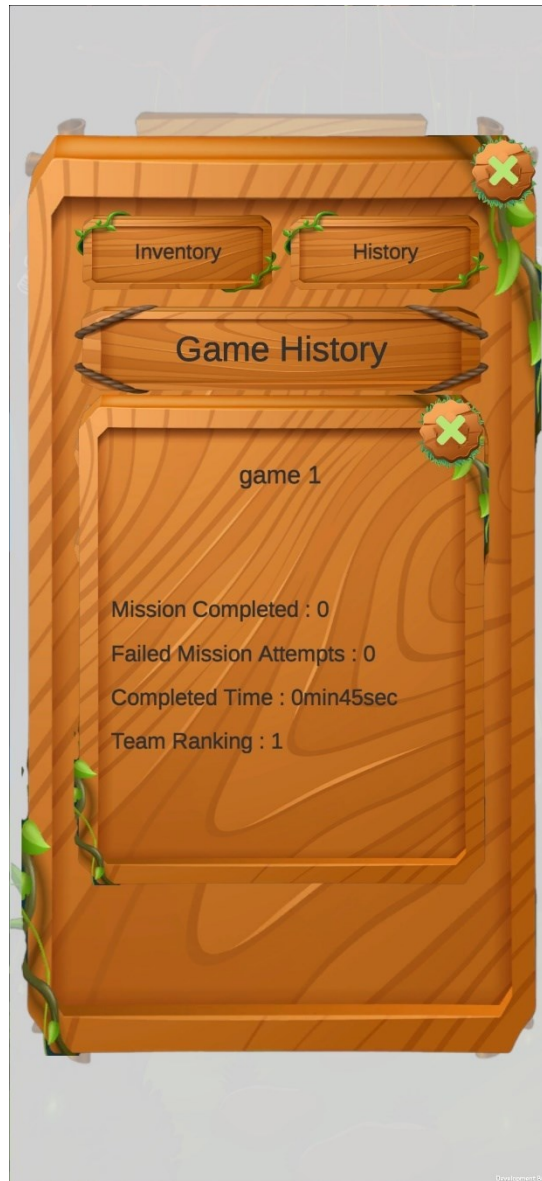 Inventory
History
Game History
game 1
Mission Completed : 0
Failed Mission Attempts : 0
Completed Time : 0min45sec
Team Ranking : 1
Development